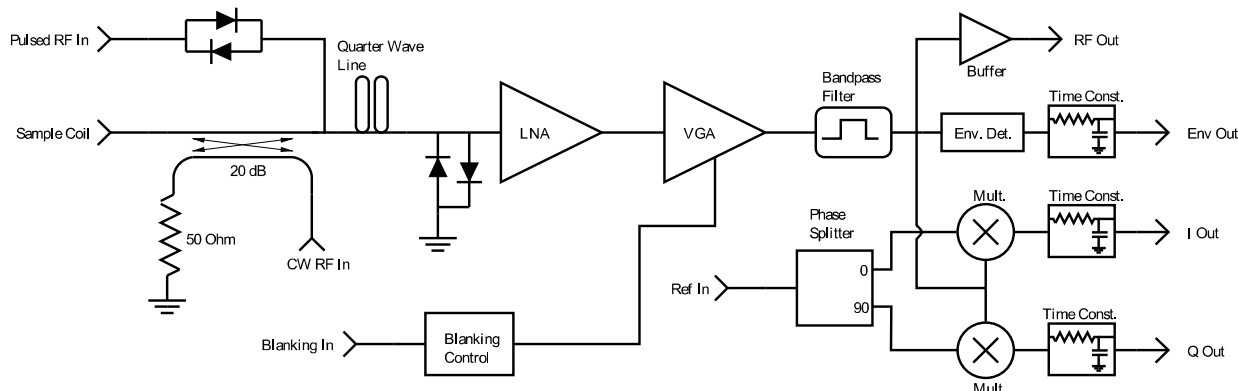 Pulsed RF In
Quarter Wave
Line
Sample Coil
20 dB
50 Ohm
CW RF In
LNA
VGA
Bandpass
Filter
Buffer
RF Out
Env. Det.
Time Const.
Env Out
Mult.
Time Const.
I Out
Phase
Splitter
0
90
Ref In
Blanking In
Blanking
Control
Time Const.
Q Out
Mult.